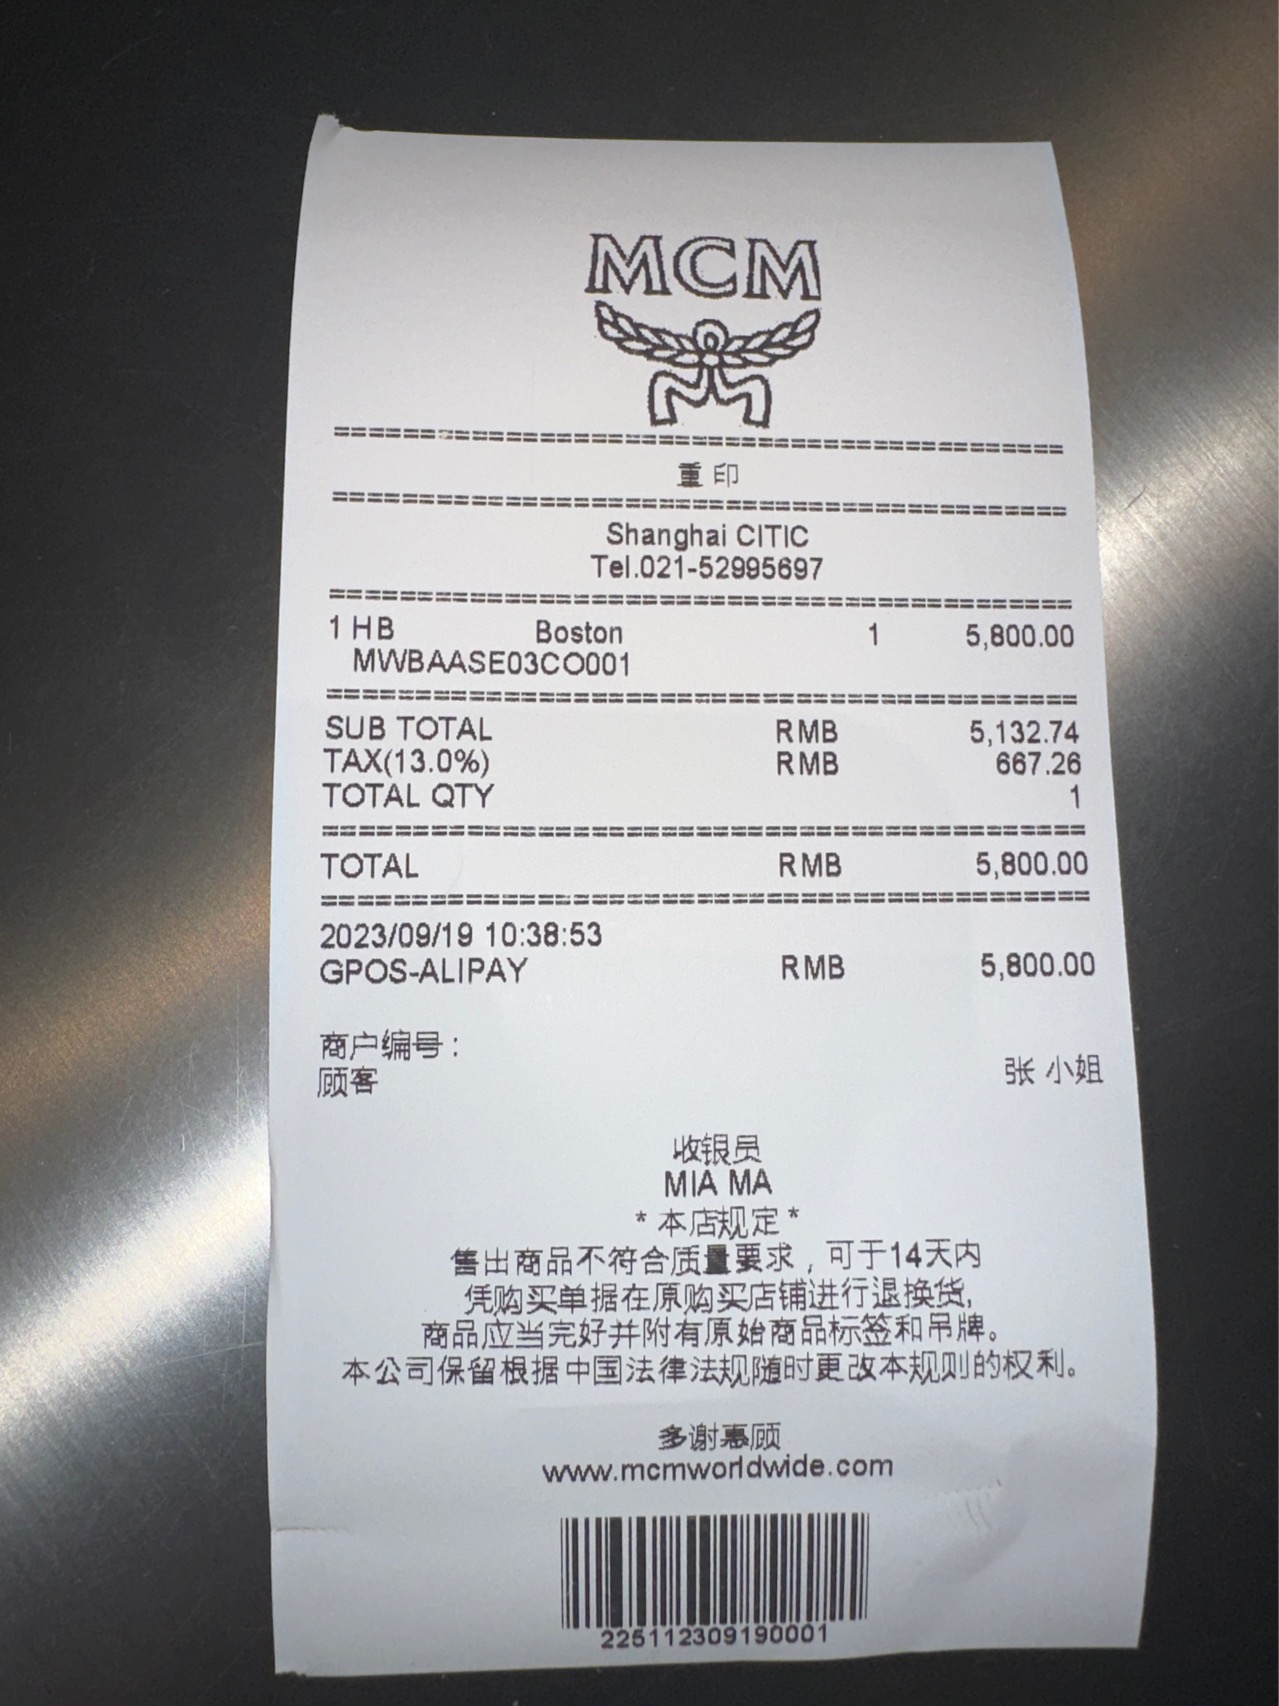 MCM
==========================================
重印
==========================================
Shanghai CITIC
Tel.021-52995697
==========================================
1 HB Boston 1 5,800.00
MWBAASE03CO001
==========================================
SUB TOTAL RMB 5,132.74
TAX(13.0%) RMB 667.26
TOTAL QTY 1
==========================================
TOTAL RMB 5,800.00
==========================================
2023/09/19 10:38:53
GPOS-ALIPAY RMB 5,800.00
商户编号：
顾客 张 小姐
收银员
MIA MA
* 本店规定 *
售出商品不符合质量要求，可于14天内
凭购买单据在原购买店铺进行退换货,
商品应当完好并附有原始商品标签和吊牌。
本公司保留根据中国法律法规随时更改本规则的权利。
多谢惠顾
www.mcmworldwide.com
225112309190001